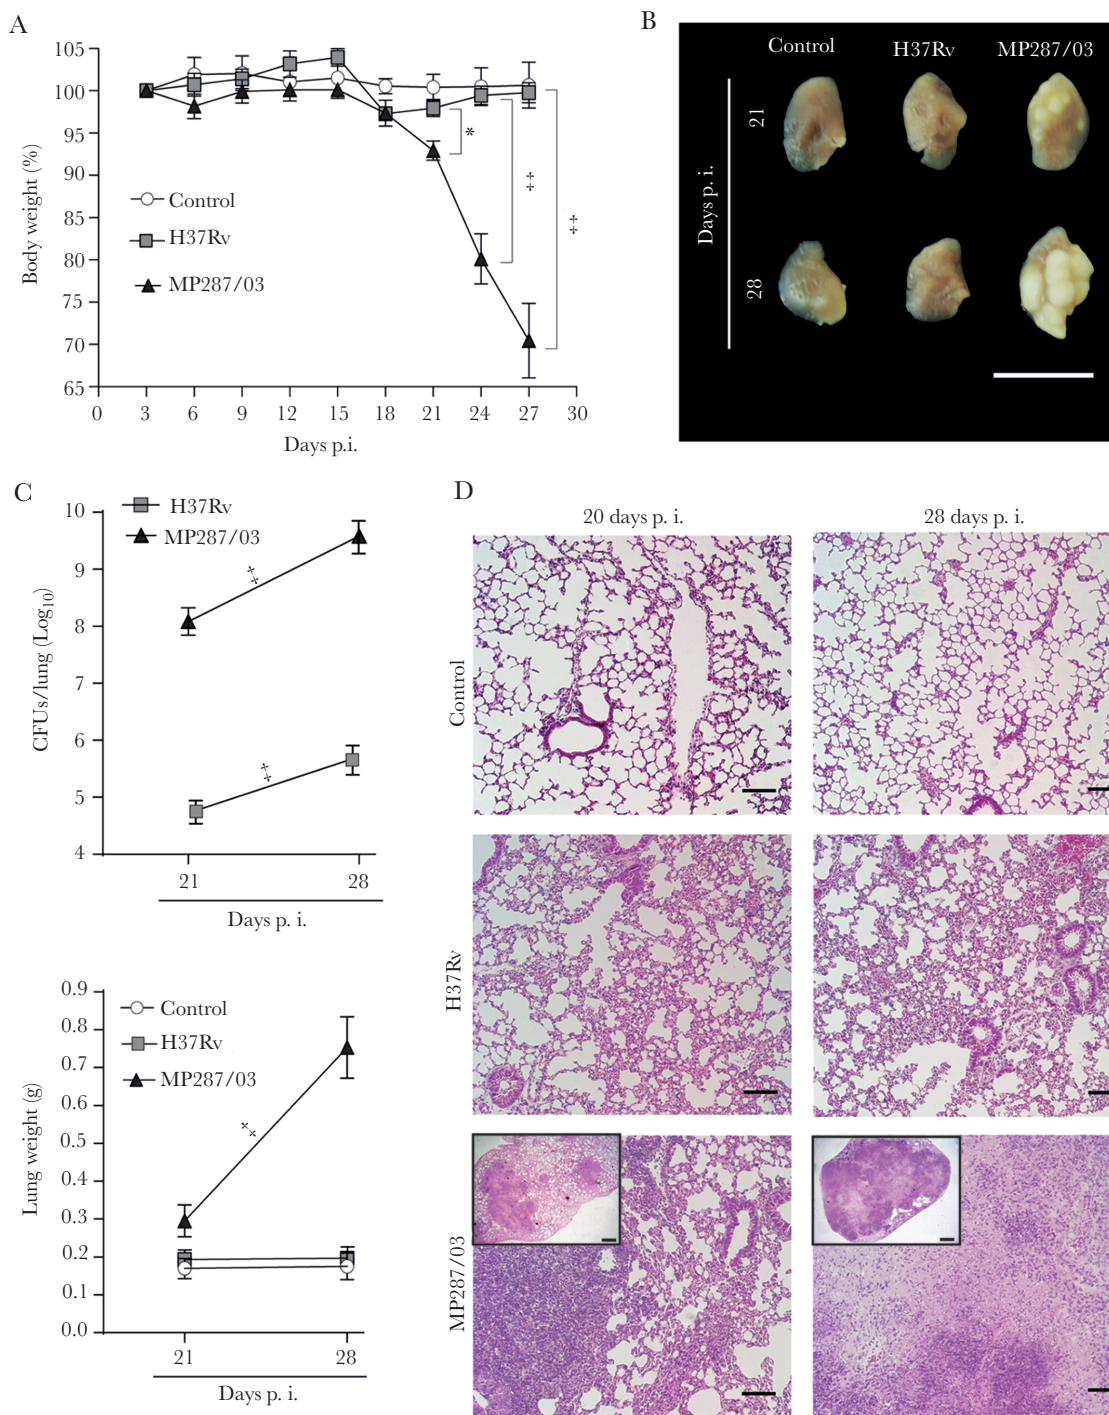 A
105
100
95
90
85
80
75
70
65
Body weight (%)
Control
H37Rv
MP287/03
*
‡
‡
0 3 6 9 12 15 18 21 24 27 30
Days p.i.
B
Control H37Rv MP287/03
21
28
Days p. i.
C
H37Rv
MP287/03
10
9
8
7
6
5
4
CFUs/lung (Log10)
‡
‡
21 28
Days p. i.
0.9
0.8
0.7
0.6
0.5
0.4
0.3
0.2
0.1
0.0
Lung weight (g)
Control
H37Rv
MP287/03
21 28
Days p. i.
D
20 days p. i. 28 days p. i.
Control
H37Rv
MP287/03